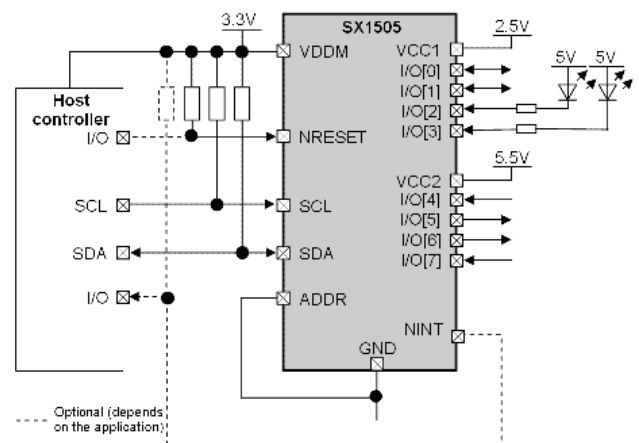 3.3V
SX1505
2.5V
VDDM
VCC1
I/O[0]
I/O[1]
I/O[2]
I/O[3]
5V
5V
Host
controller
I/O
NRESET
5.5V
VCC2
I/O[4]
I/O[5]
I/O[6]
I/O[7]
SCL
SCL
SDA
SDA
I/O
ADDR
NINT
GND
Optional (depends
on the application)